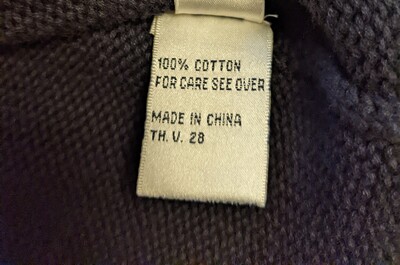 100% COTTON
FOR CARE SEE OVER
MADE IN CHINA
TH. V. 28